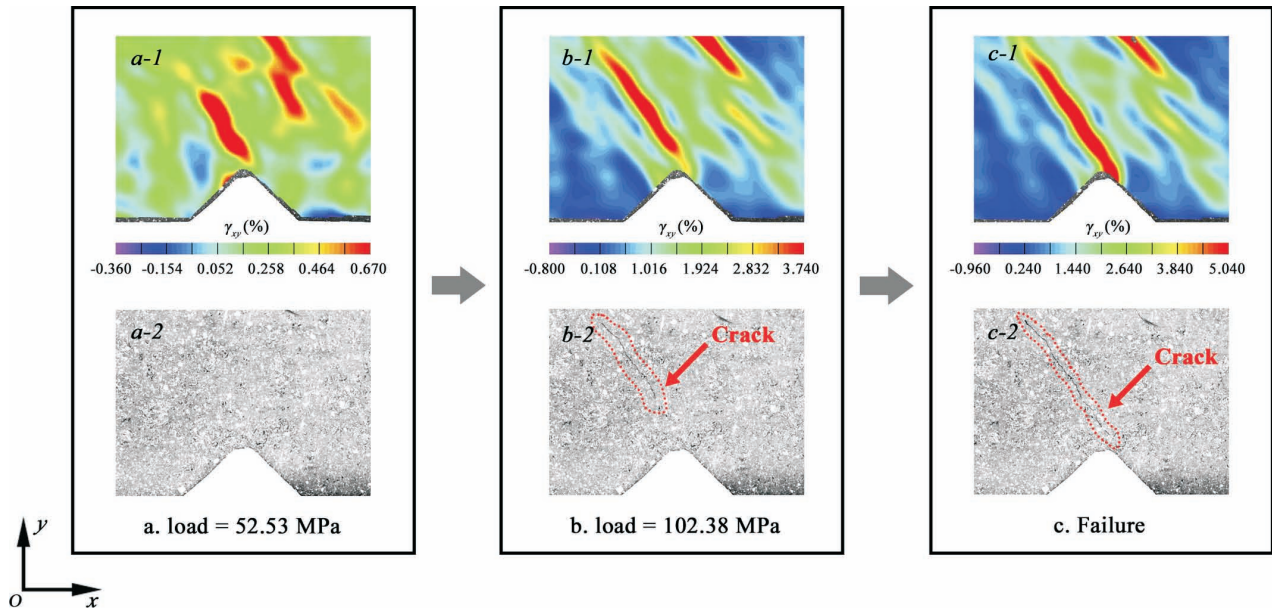 a-1
γxy(%)
-0.360 -0.154 0.052 0.258 0.464 0.670
a-2
a. load = 52.53 MPa
b-1
γxy(%)
-0.800 0.108 1.016 1.924 2.832 3.740
b-2
Crack
b. load = 102.38 MPa
c-1
γxy(%)
-0.960 0.240 1.440 2.640 3.840 5.040
c-2
Crack
c. Failure
y
O
x